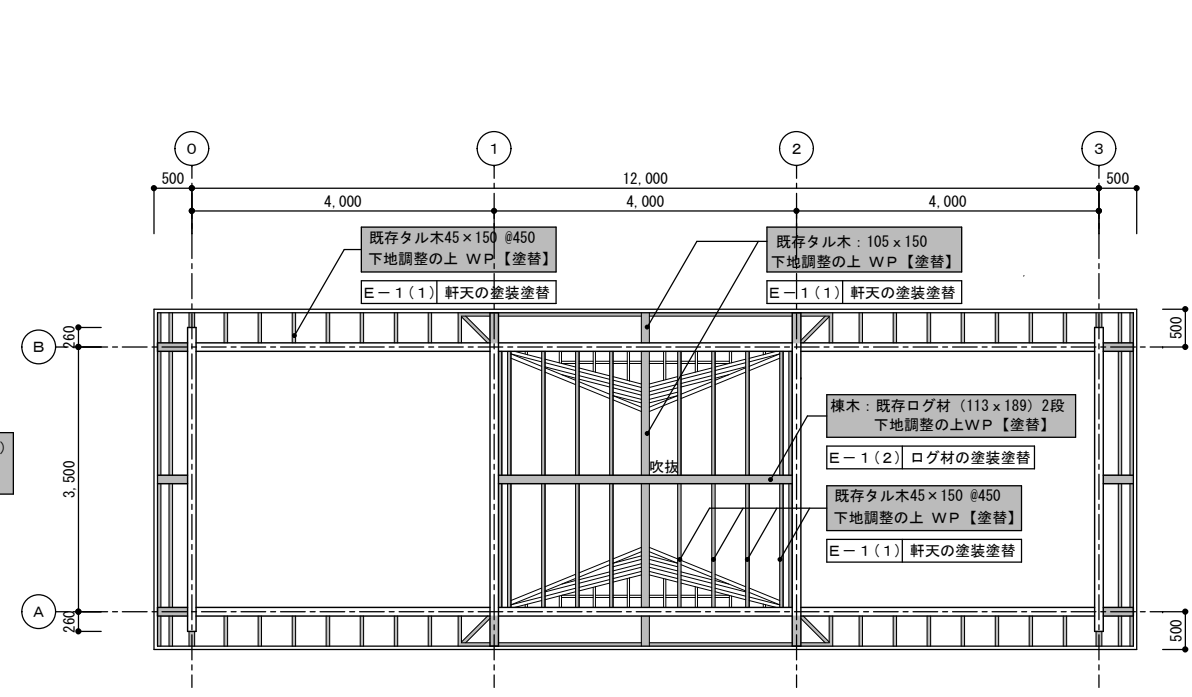 0
1
2
3
500
12,000
500
4,000
4,000
4,000
既存タル木45×150 @450
下地調整の上 WP【塗替】
E－1(1) 軒天の塗装塗替
既存タル木：105x150
下地調整の上 WP【塗替】
E－1(1) 軒天の塗装塗替
B
260
500
棟木：既存ログ材（113x189）2段
下地調整の上WP【塗替】
E－1(2) ログ材の塗装塗替
吹抜
3,500
既存タル木45×150 @450
下地調整の上 WP【塗替】
E－1(1) 軒天の塗装塗替
A
260
500
)